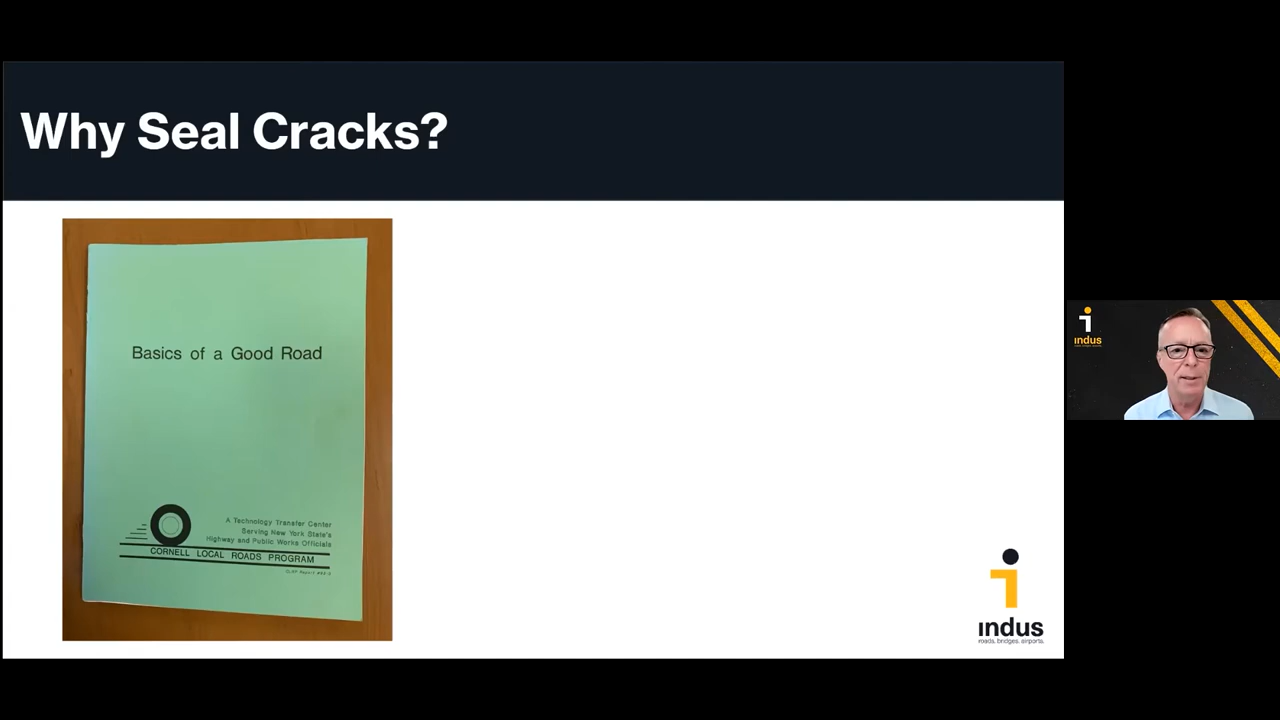 Why Seal Cracks?
Basics of a Good Road
A Technology Transfer Center
Serving New York State's
Highway and Public Works Officials
CORNELL LOCAL ROADS PROGRAM
indus
roads. bridges. airports.
indus